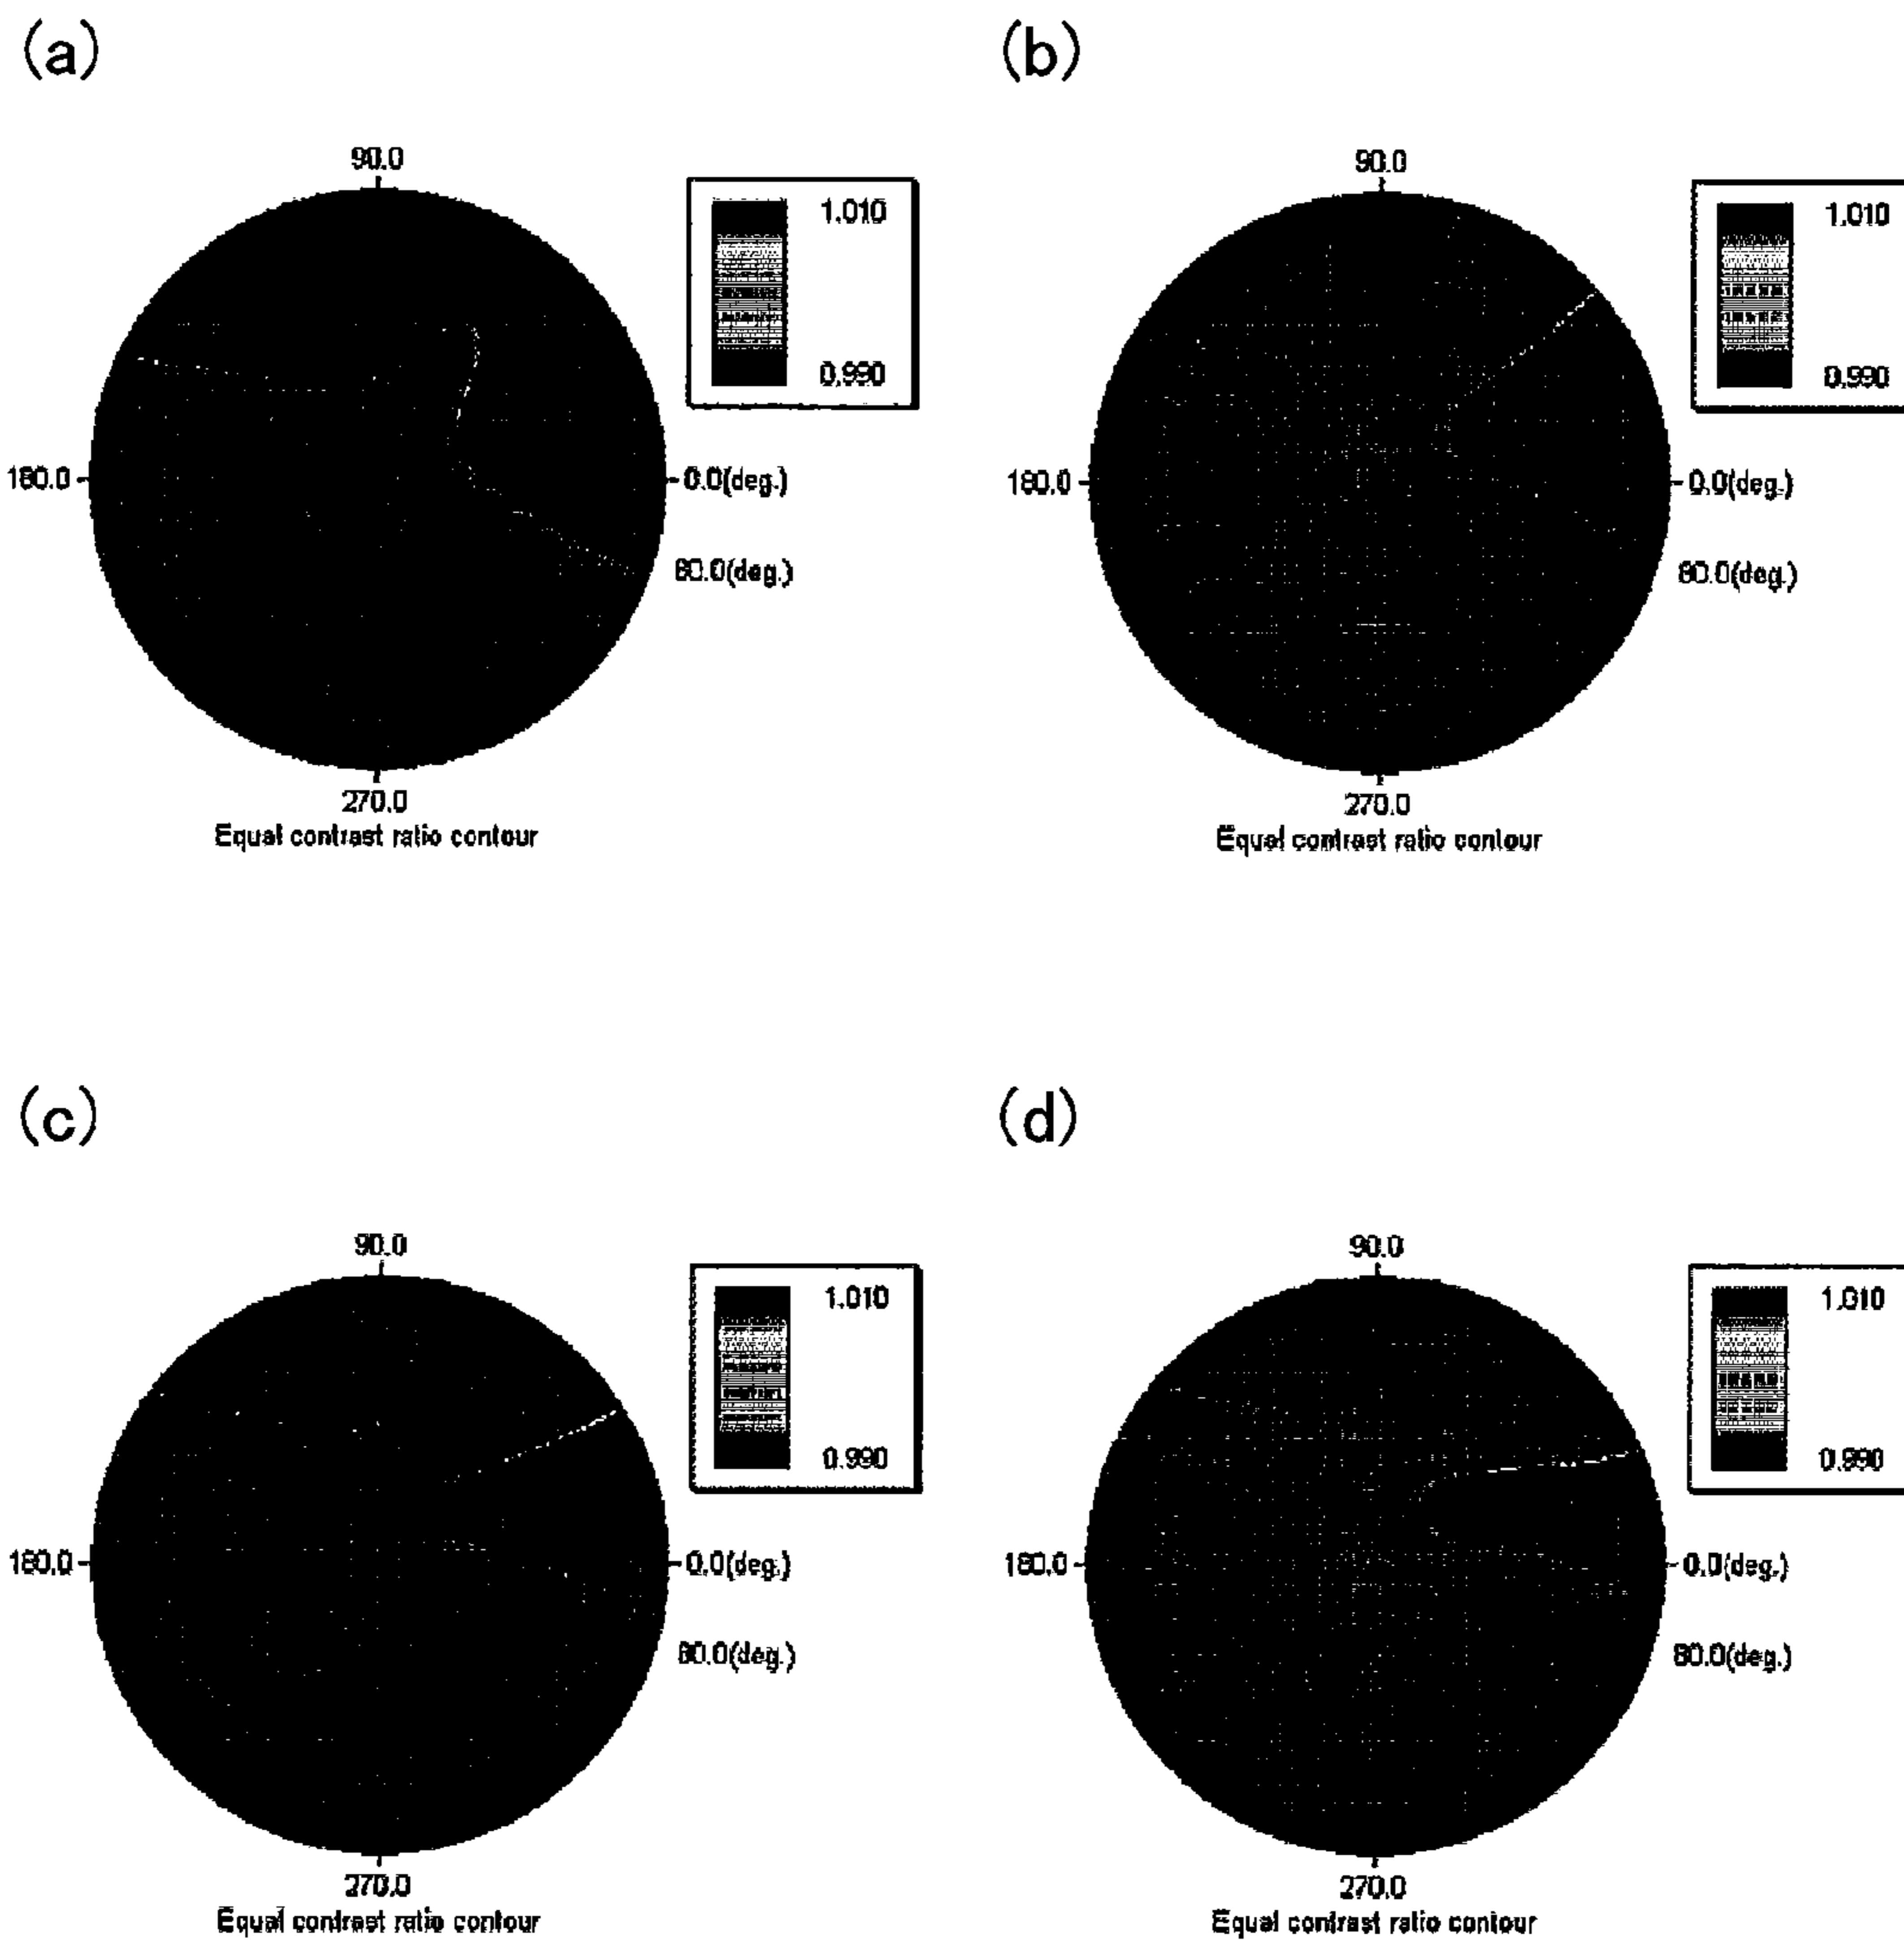 (a)
90.0
1.010
0.990
180.0
0.0(deg.)
80.0(deg.)
270.0
Equal contrast ratio contour
(b)
90.0
1.010
0.990
180.0
0.0(deg.)
80.0(deg.)
270.0
Equal contrast ratio contour
(c)
90.0
1.010
0.990
180.0
0.0(deg.)
80.0(deg.)
270.0
Equal contrast ratio contour
(d)
90.0
1.010
0.990
180.0
0.0(deg.)
80.0(deg.)
270.0
Equal contrast ratio contour